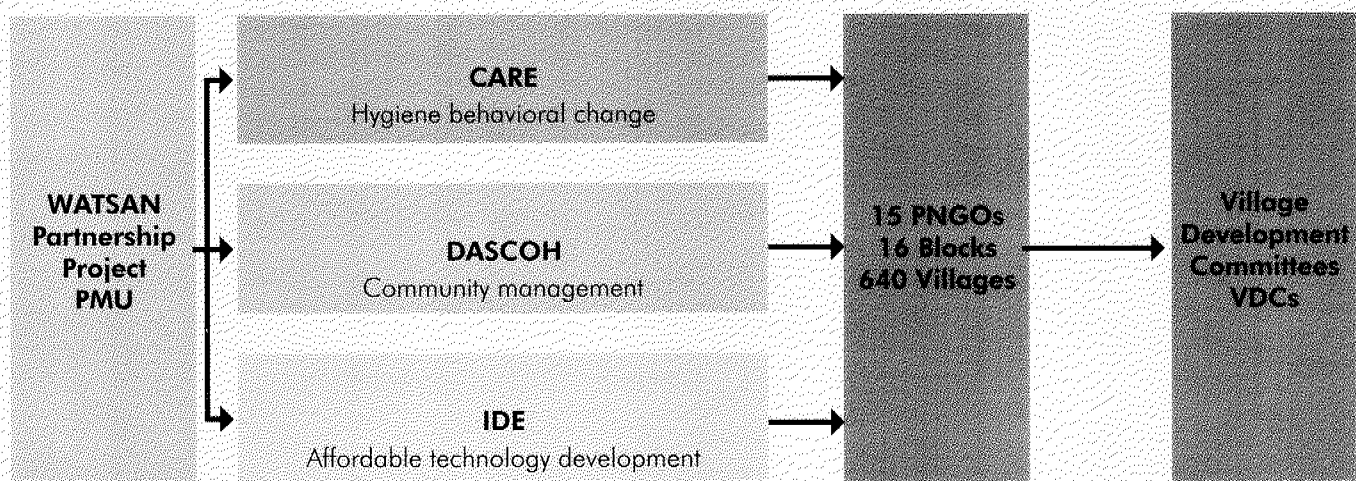 WATSAN
Partnership
Project
PMU
CARE
Hygiene behavioral change
DASCOH
Community management
IDE
Affordable technology development
15 PNGOs
16 Blocks
640 Villages
Village
Development
Committees
VDCs